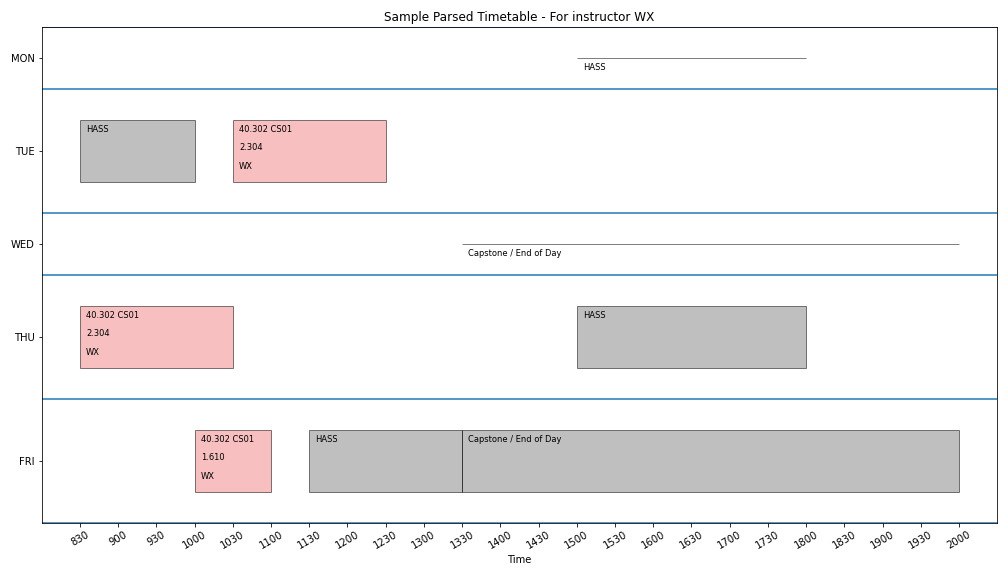 Sample Parsed Timetable - For instructor WX
MON
HASS
HASS
40.302 CS01
2.304
WX
TUE
WED
Capstone / End of Day
40.302 CS01
2.304
WX
HASS
THU
40.302 CS01
1.610
WX
HASS
Capstone / End of Day
FRI
830 900 930 1000 1030 1100 1130 1200 1230 1300 1330 1400 1430 1500 1530 1600 1630 1700 1730 1800 1830 1900 1930 2000
Time